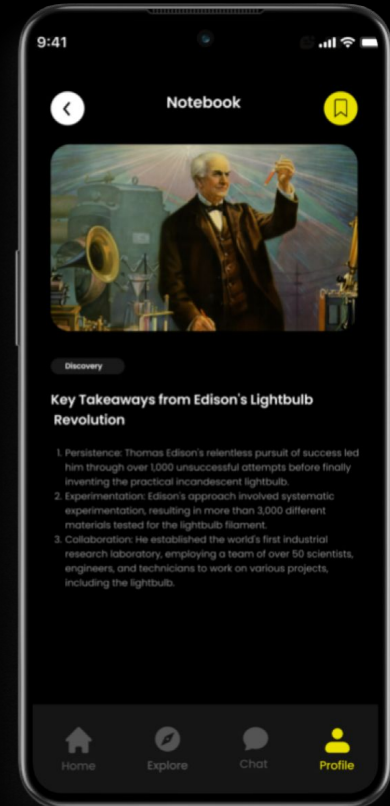 9:41
Notebook
Discovery
Key Takeaways from Edison's Lightbulb
Revolution
1. Persistence: Thomas Edison's relentless pursuit of success led
him through over 1,000 unsuccessful attempts before finally
inventing the practical incandescent lightbulb.
2. Experimentation: Edison's approach involved systematic
experimentation, resulting in more than 3,000 different
materials tested for the lightbulb filament.
3. Collaboration: He established the world's first industrial
research laboratory, employing a team of over 50 scientists,
engineers, and technicians to work on various projects,
including the lightbulb.
Home Explore Chat Profile